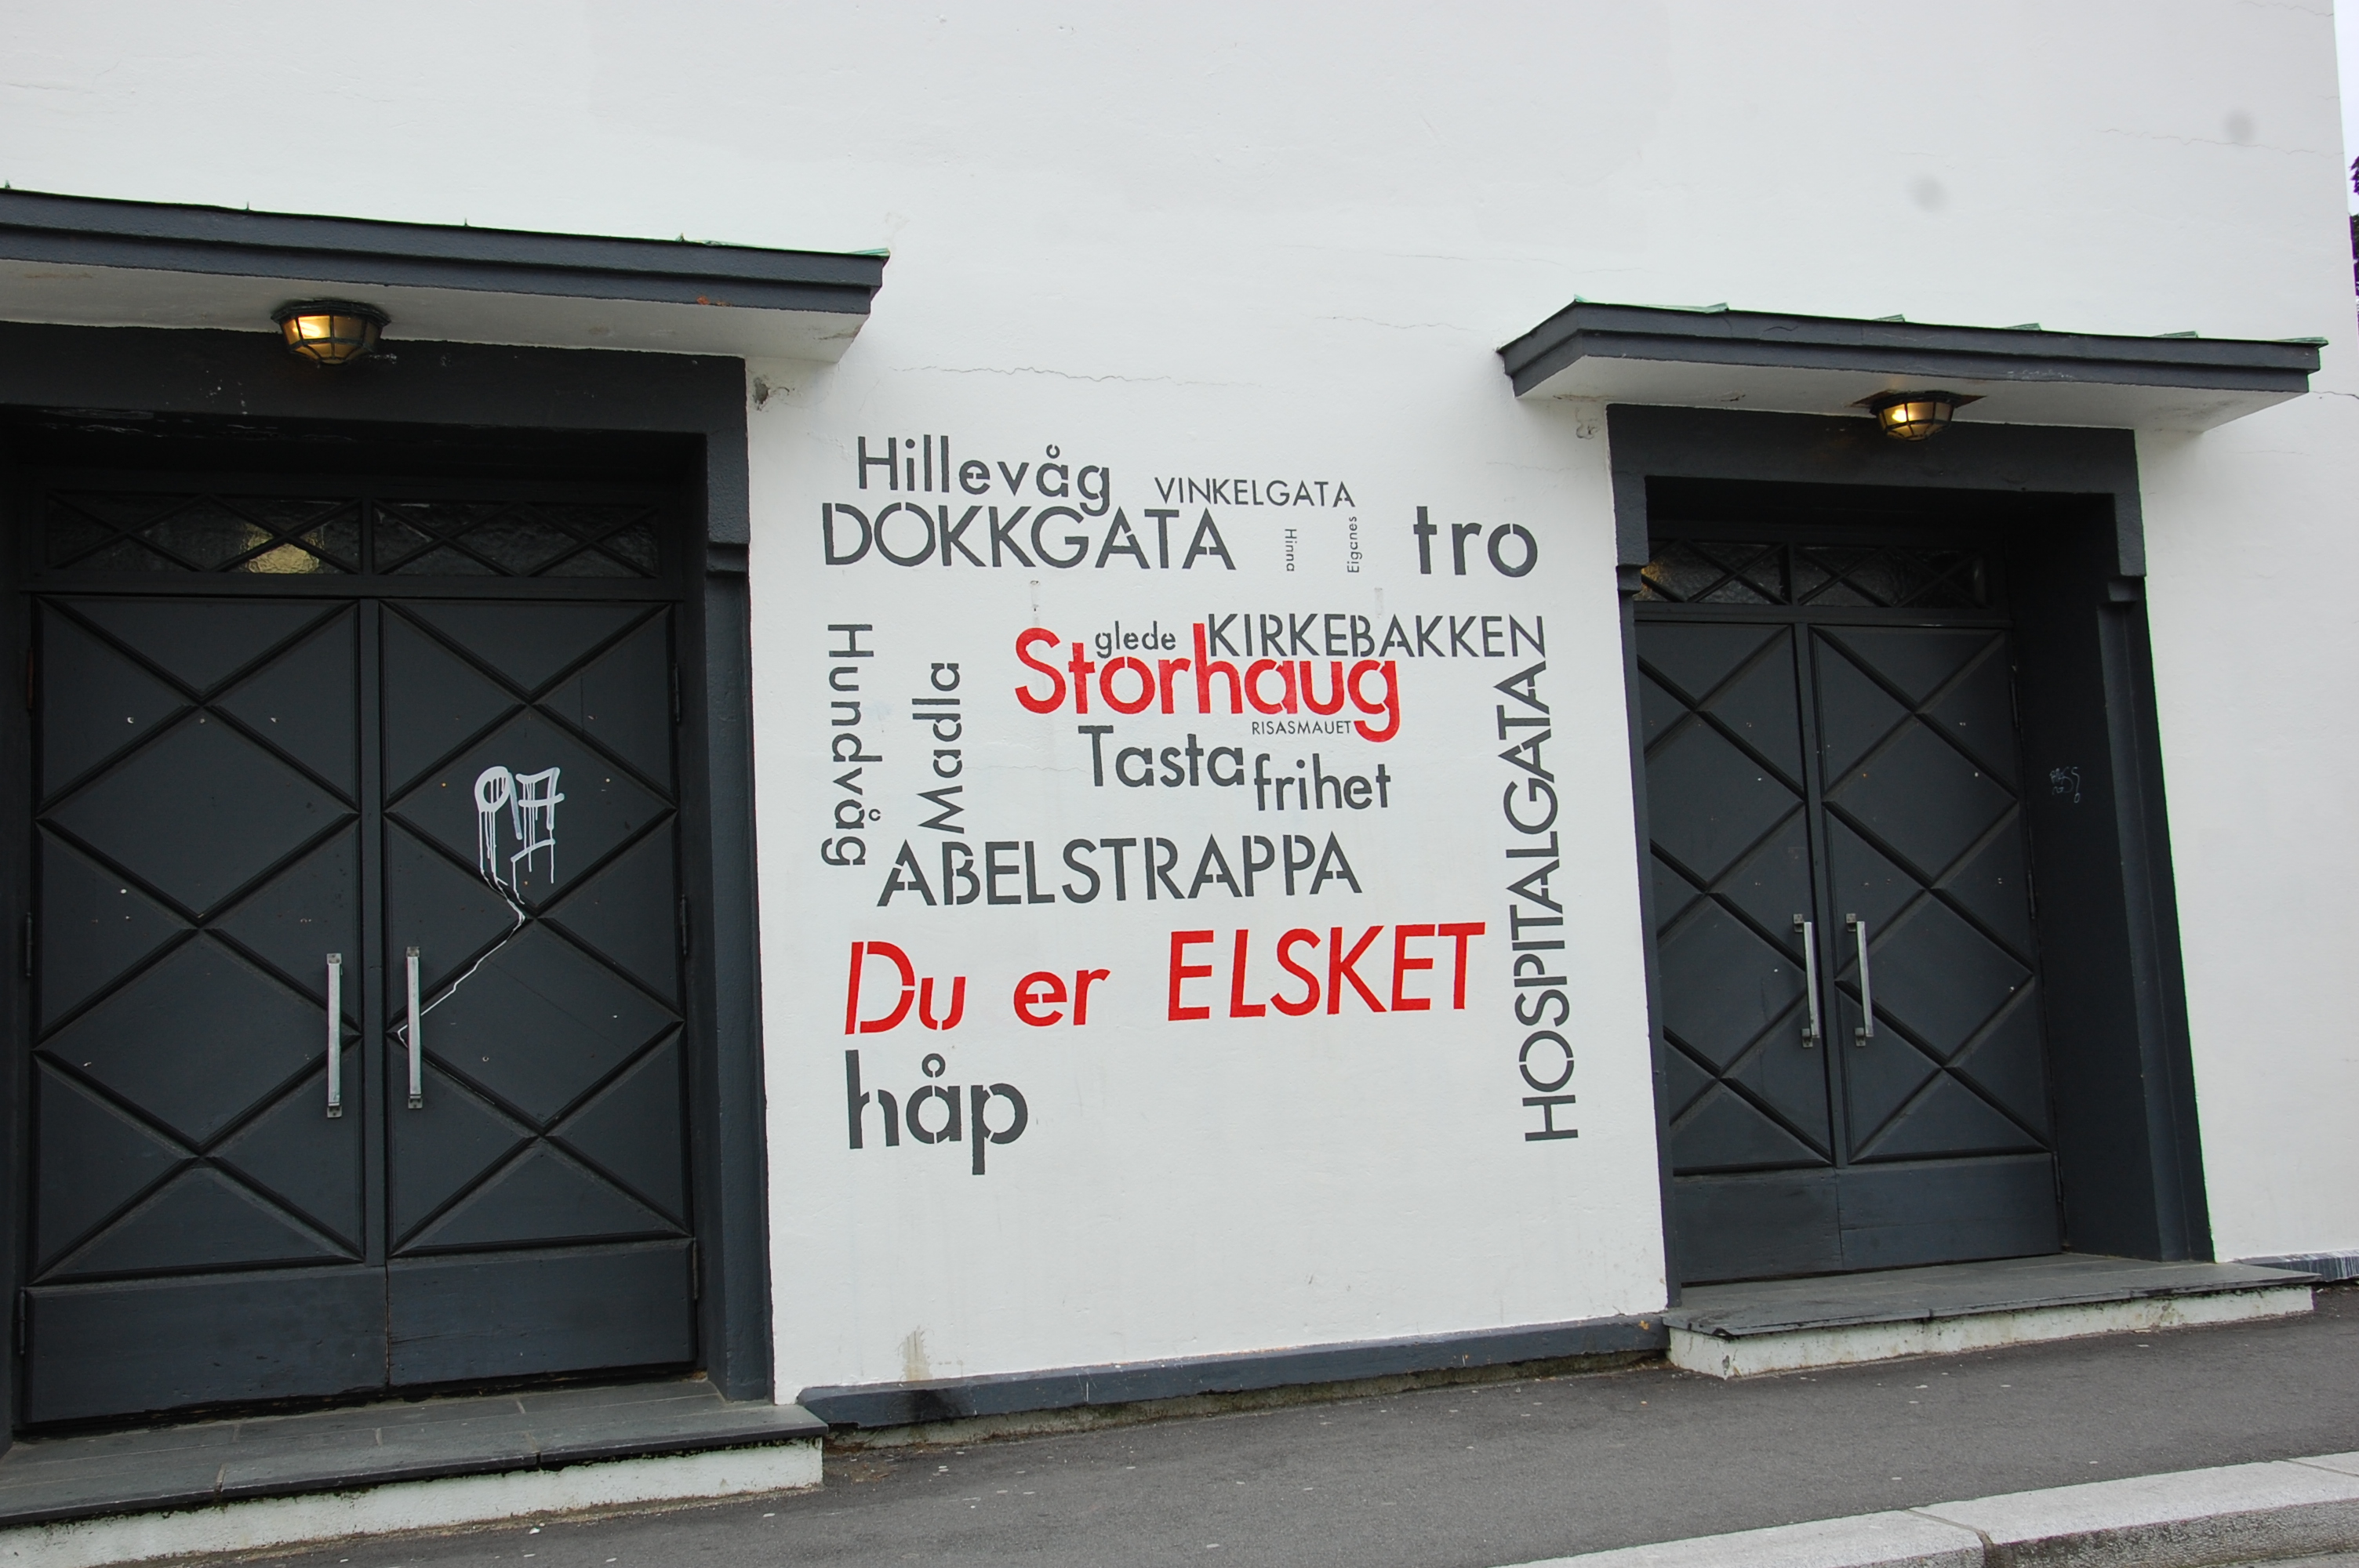 Hillevåg
VINKELGATA
DOKKGATA
Hinna
Eiganes
tro
glede
KIRKEBAKKEN
Storhaug
RISASMAUET
Hundvåg
Madla
Tasta
frihet
HOSPITALGATA
ABELSTRAPPA
Du er ELSKET
håp